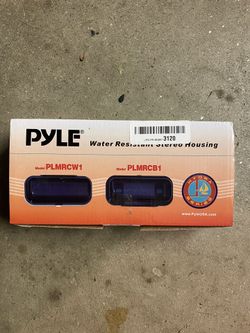 PYLE®
3120
Water Resistant Stereo Housing
Model PLMRCW1
Model PLMRCB1
www.PyleUSA.com